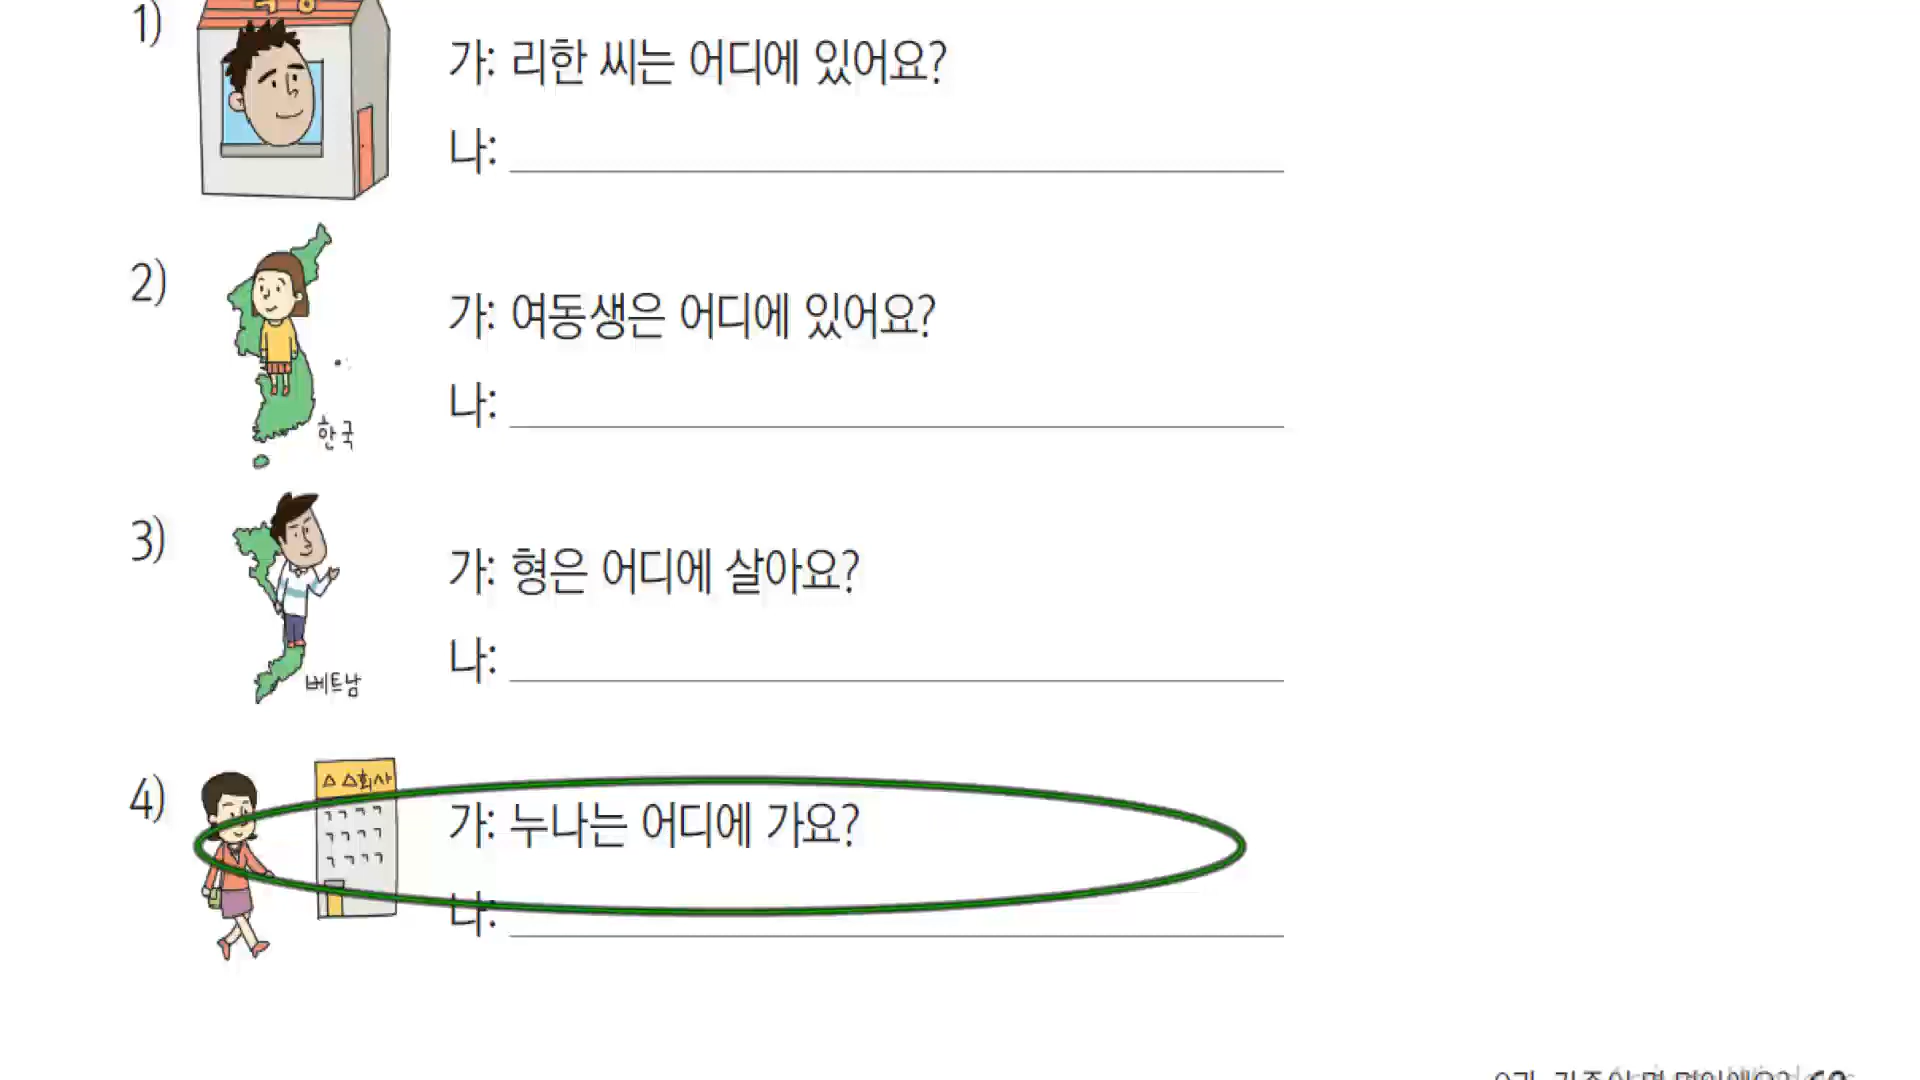 1)
가: 리한 씨는 어디에 있어요?
나:
2)
가: 여동생은 어디에 있어요?
나:
한국
3)
가: 형은 어디에 살아요?
나:
베트남
4)
△△회사
가: 누나는 어디에 가요?
나: